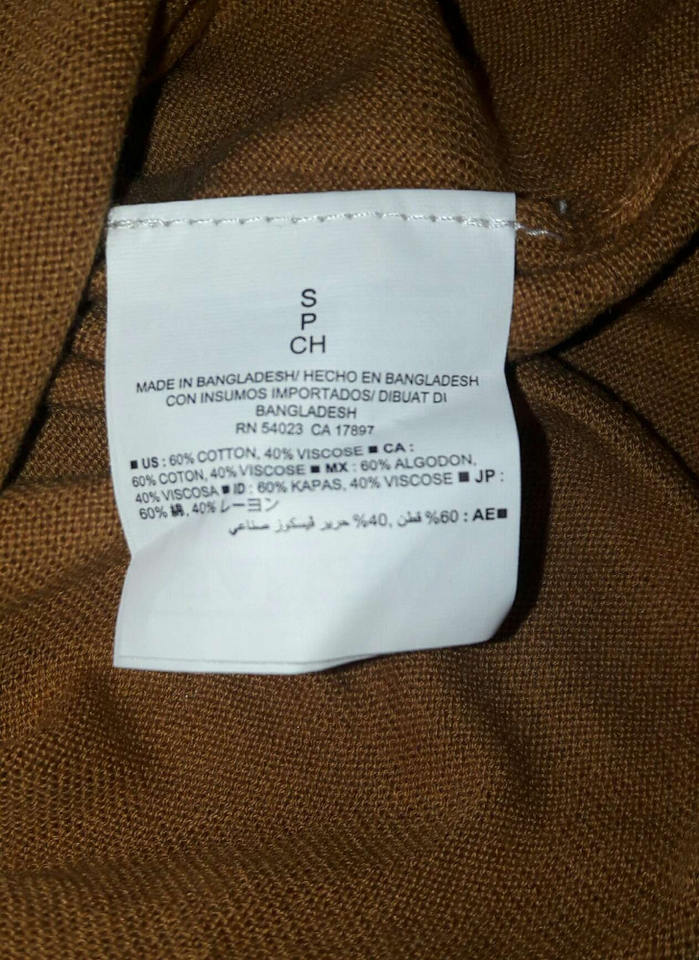 S
P
CH
MADE IN BANGLADESH/ HECHO EN BANGLADESH
CON INSUMOS IMPORTADOS/ DIBUAT DI
BANGLADESH
RN 54023 CA 17897
■ US : 60% COTTON, 40% VISCOSE ■ CA :
60% COTON, 40% VISCOSE ■ MX : 60% ALGODON,
40% VISCOSA ■ ID : 60% KAPAS, 40% VISCOSE ■ JP :
60% 綿, 40% レーヨン
■AE : 60% قطن, 40% حرير ڤيسكوز صناعي